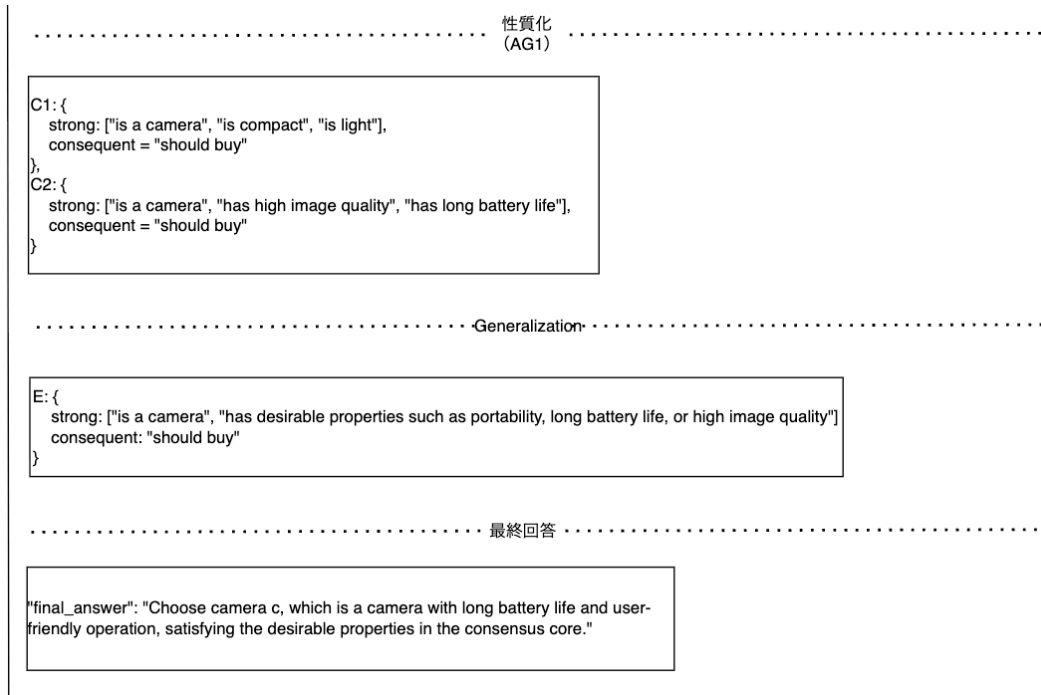 性質化
（AG1）
C1: {
strong: ["is a camera", "is compact", "is light"],
consequent = "should buy"
},
C2: {
strong: ["is a camera", "has high image quality", "has long battery life"],
consequent = "should buy"
}
Generalization
E: {
strong: ["is a camera", "has desirable properties such as portability, long battery life, or high image quality"]
consequent: "should buy"
}
最終回答
"final_answer": "Choose camera c, which is a camera with long battery life and user-
friendly operation, satisfying the desirable properties in the consensus core."